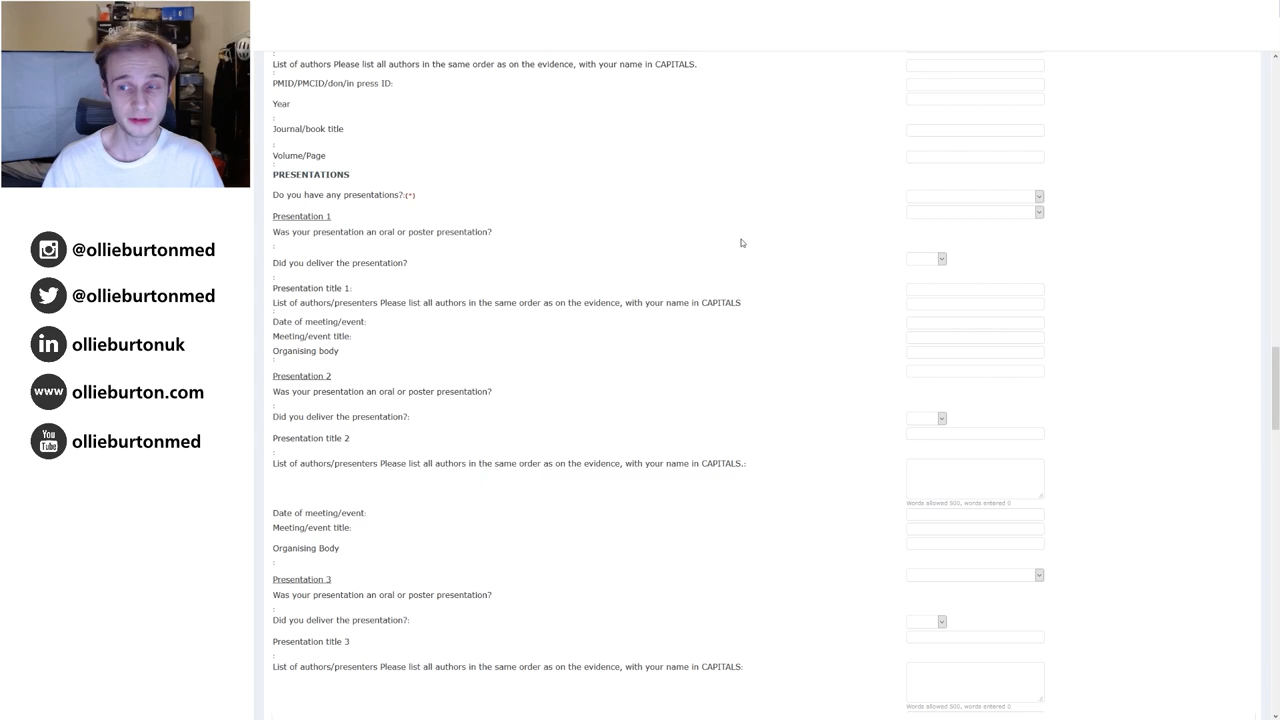 @ollieburtonmed
@ollieburtonmed
in ollieburtonuk
www ollieburton.com
You Tube ollieburtonmed
:
List of authors Please list all authors in the same order as on the evidence, with your name in CAPITALS.
:
PMID/PMCID/don/in press ID:
Year
:
Journal/book title
:
Volume/Page
:
PRESENTATIONS
Do you have any presentations?:(*)
Presentation 1
Was your presentation an oral or poster presentation?
:
Did you deliver the presentation?
:
Presentation title 1:
List of authors/presenters Please list all authors in the same order as on the evidence, with your name in CAPITALS
:
Date of meeting/event:
Meeting/event title:
Organising body
:
Presentation 2
Was your presentation an oral or poster presentation?
:
Did you deliver the presentation?:
Presentation title 2
:
List of authors/presenters Please list all authors in the same order as on the evidence, with your name in CAPITALS.:
Words allowed 500, words entered 0
Date of meeting/event:
Meeting/event title:
Organising Body
:
Presentation 3
Was your presentation an oral or poster presentation?
:
Did you deliver the presentation?:
Presentation title 3
:
List of authors/presenters Please list all authors in the same order as on the evidence, with your name in CAPITALS:
Words allowed 500, words entered 0